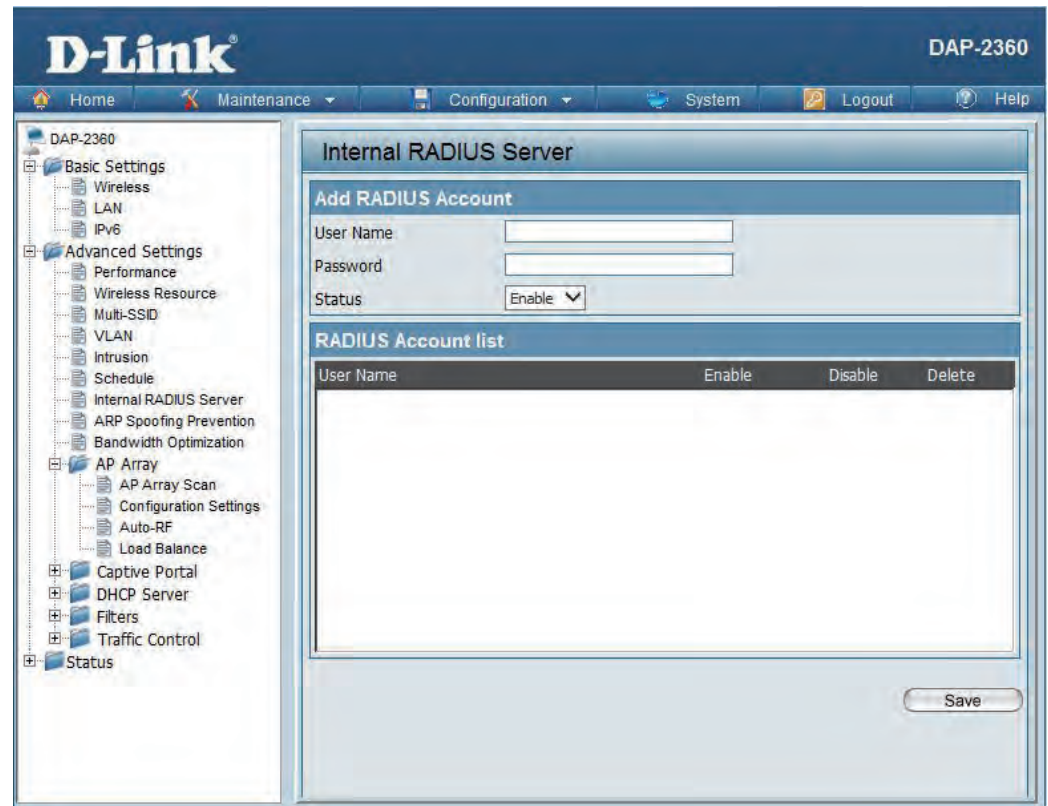 D-Link®
DAP-2360
Home Maintenance Configuration System Logout Help
DAP-2360
Basic Settings
Wireless
LAN
IPv6
Advanced Settings
Performance
Wireless Resource
Multi-SSID
VLAN
Intrusion
Schedule
Internal RADIUS Server
ARP Spoofing Prevention
Bandwidth Optimization
AP Array
AP Array Scan
Configuration Settings
Auto-RF
Load Balance
Captive Portal
DHCP Server
Filters
Traffic Control
Status
Internal RADIUS Server
Add RADIUS Account
User Name
Password
Status Enable
RADIUS Account list
User Name Enable Disable Delete
Save